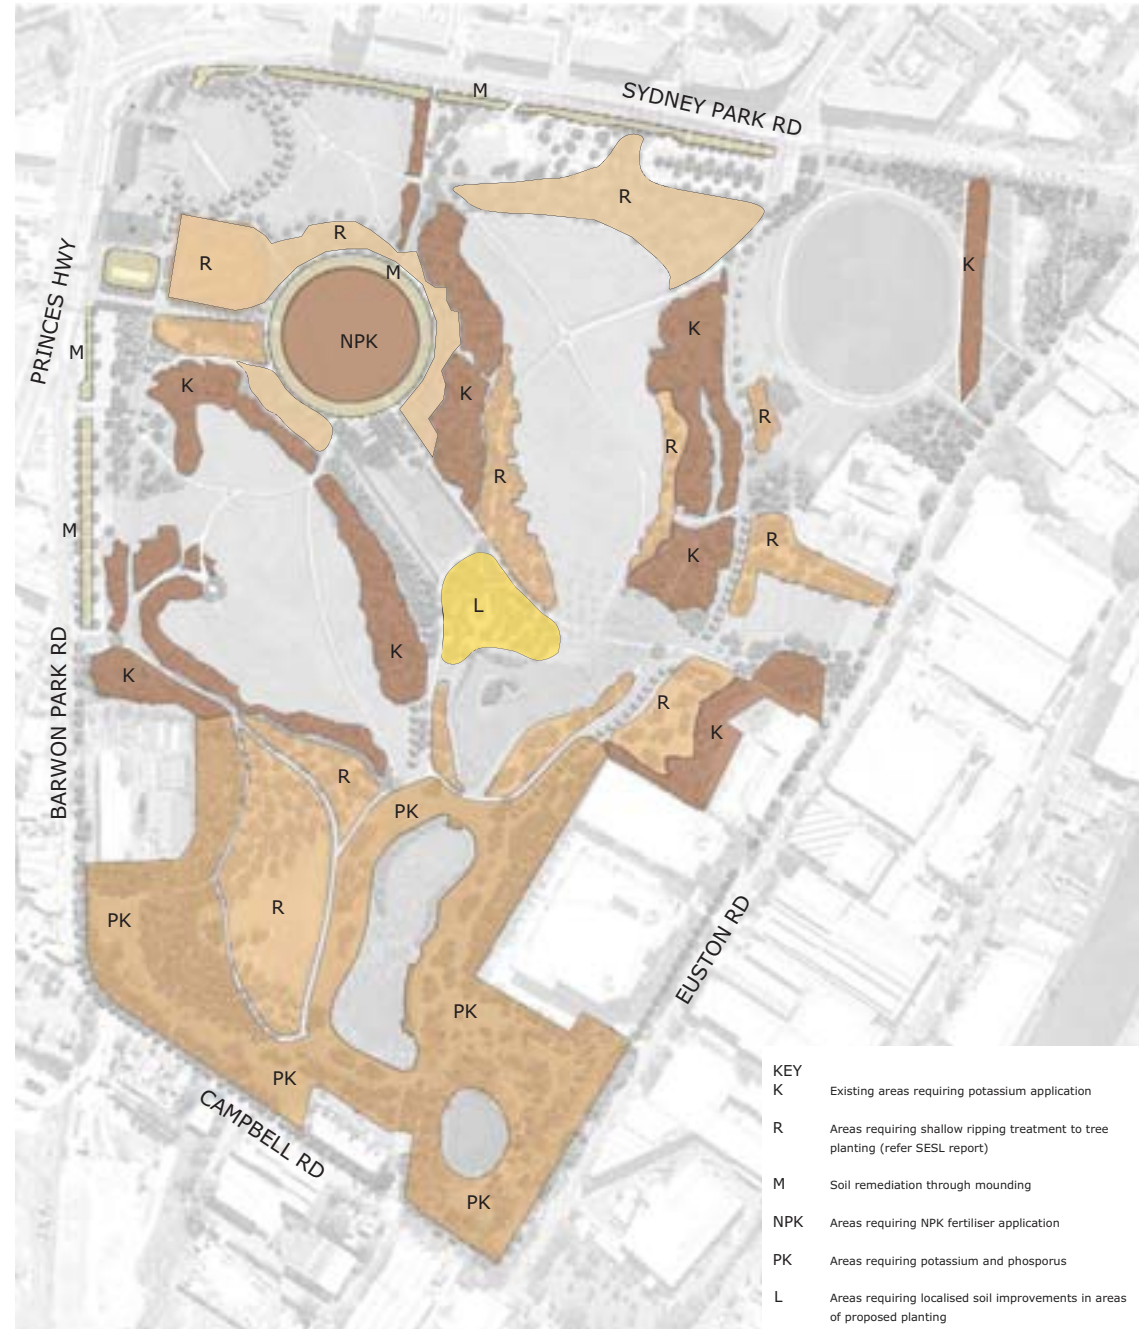 M
SYDNEY PARK RD
R
R
R
K
M
PRINCES HWY
K
NPK
M
K
K
R
R
R
M
R
K
L
K
K
R
BARWON PARK RD
K
R
PK
R
PK
EUSTON RD
PK
PK
CAMPBELL RD
PK
KEY
K Existing areas requiring potassium application
R Areas requiring shallow ripping treatment to tree
planting (refer SESL report)
M Soil remediation through mounding
NPK Areas requiring NPK fertiliser application
PK Areas requiring potassium and phosporus
L Areas requiring localised soil improvements in areas
of proposed planting